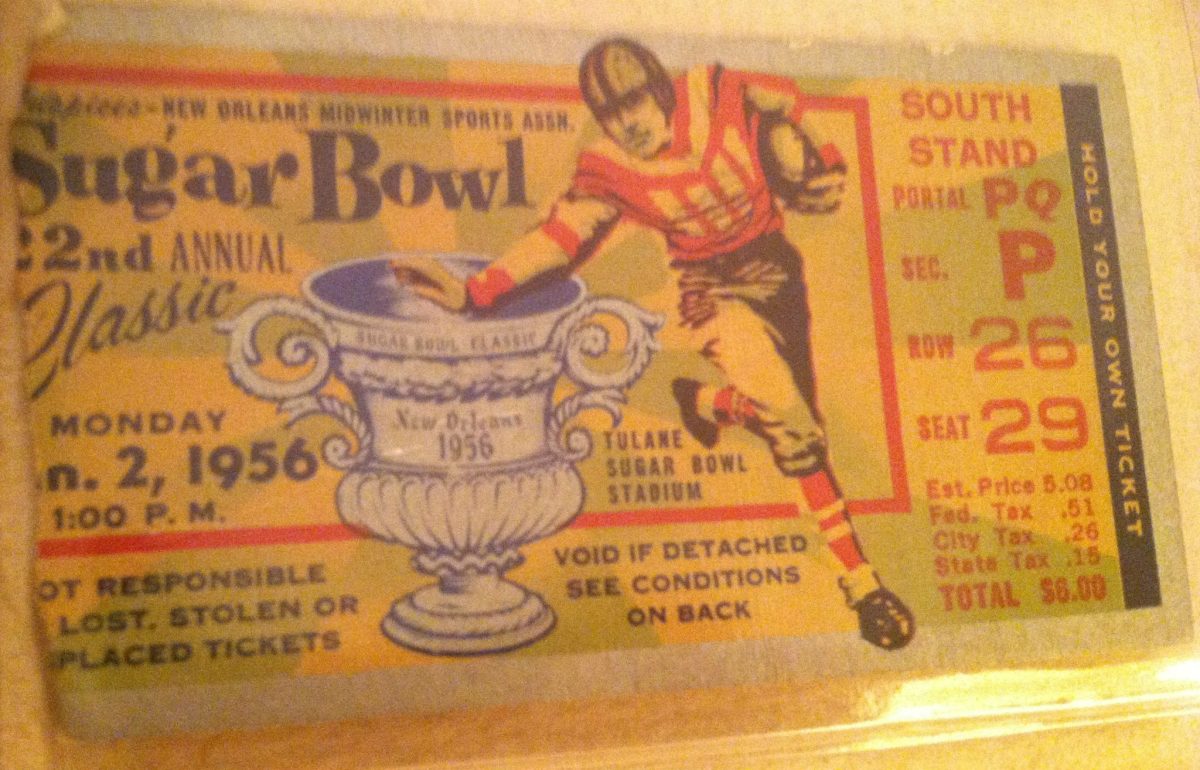 NEW ORLEANS MIDWINTER SPORTS ASSN.
Sugar Bowl
22nd ANNUAL
Classic
MONDAY
n. 2, 1956
1:00 P. M.
OT RESPONSIBLE
LOST, STOLEN OR
PLACED TICKETS
SUGAR BOWL CLASSIC
New Orleans
1956
TULANE
SUGAR BOWL
STADIUM
VOID IF DETACHED
SEE CONDITIONS
ON BACK
SOUTH
STAND
PORTAL PQ
SEC. P
ROW 26
SEAT 29
Est. Price 5.08
Fed. Tax .51
City Tax .26
State Tax .15
TOTAL $6.00
HOLD YOUR OWN TICKET